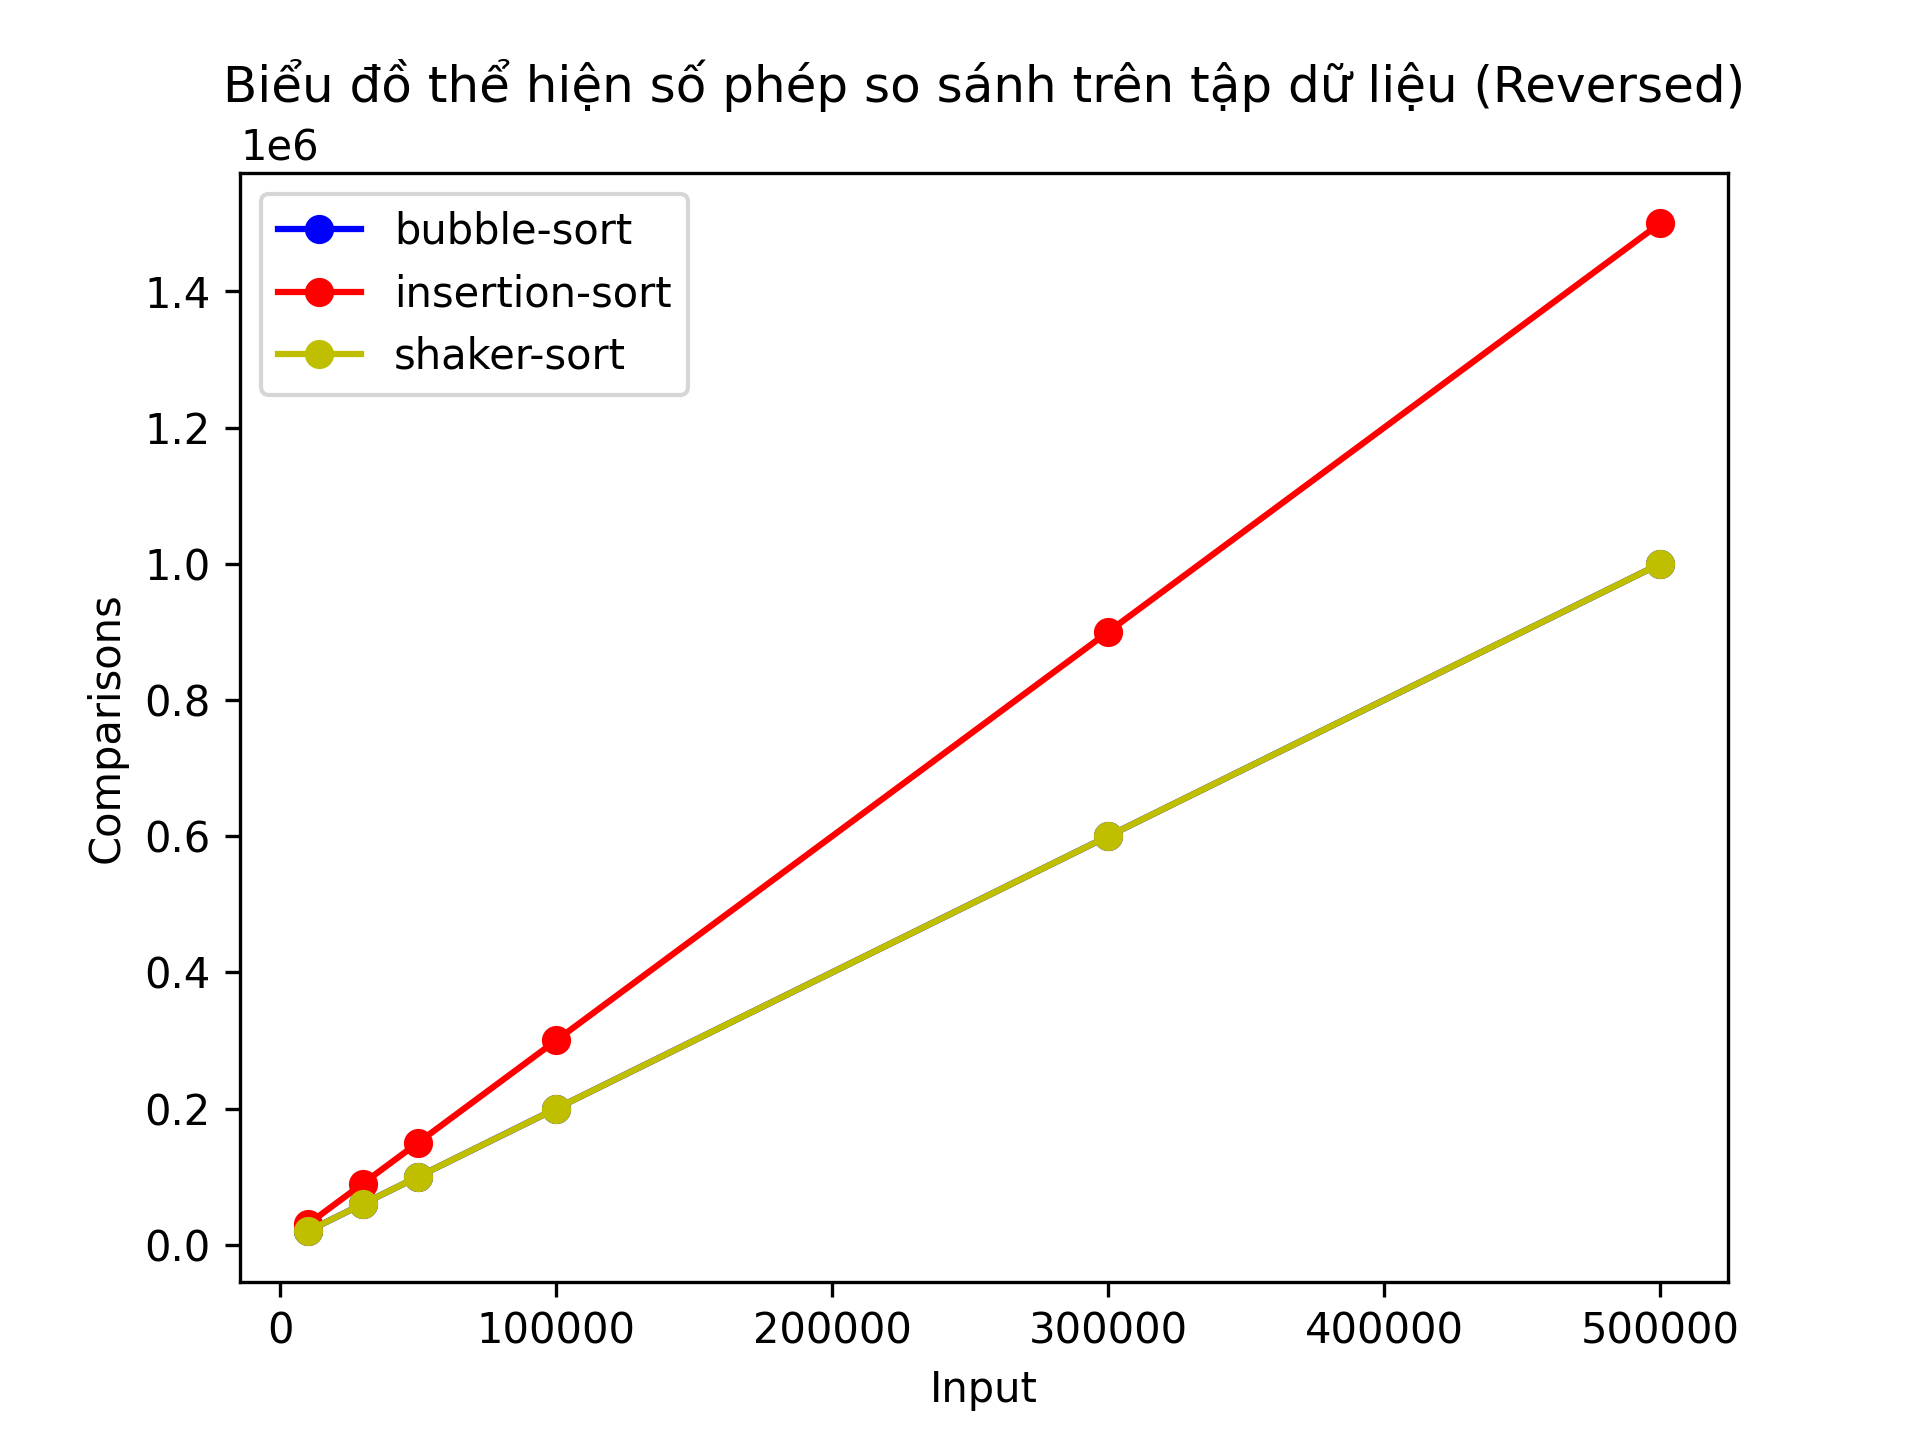 Biểu đồ thể hiện số phép so sánh trên tập dữ liệu (Reversed)
1e6
bubble-sort
insertion-sort
shaker-sort
1.4
1.2
1.0
0.8
0.6
0.4
0.2
0.0
Comparisons
0 100000 200000 300000 400000 500000
Input